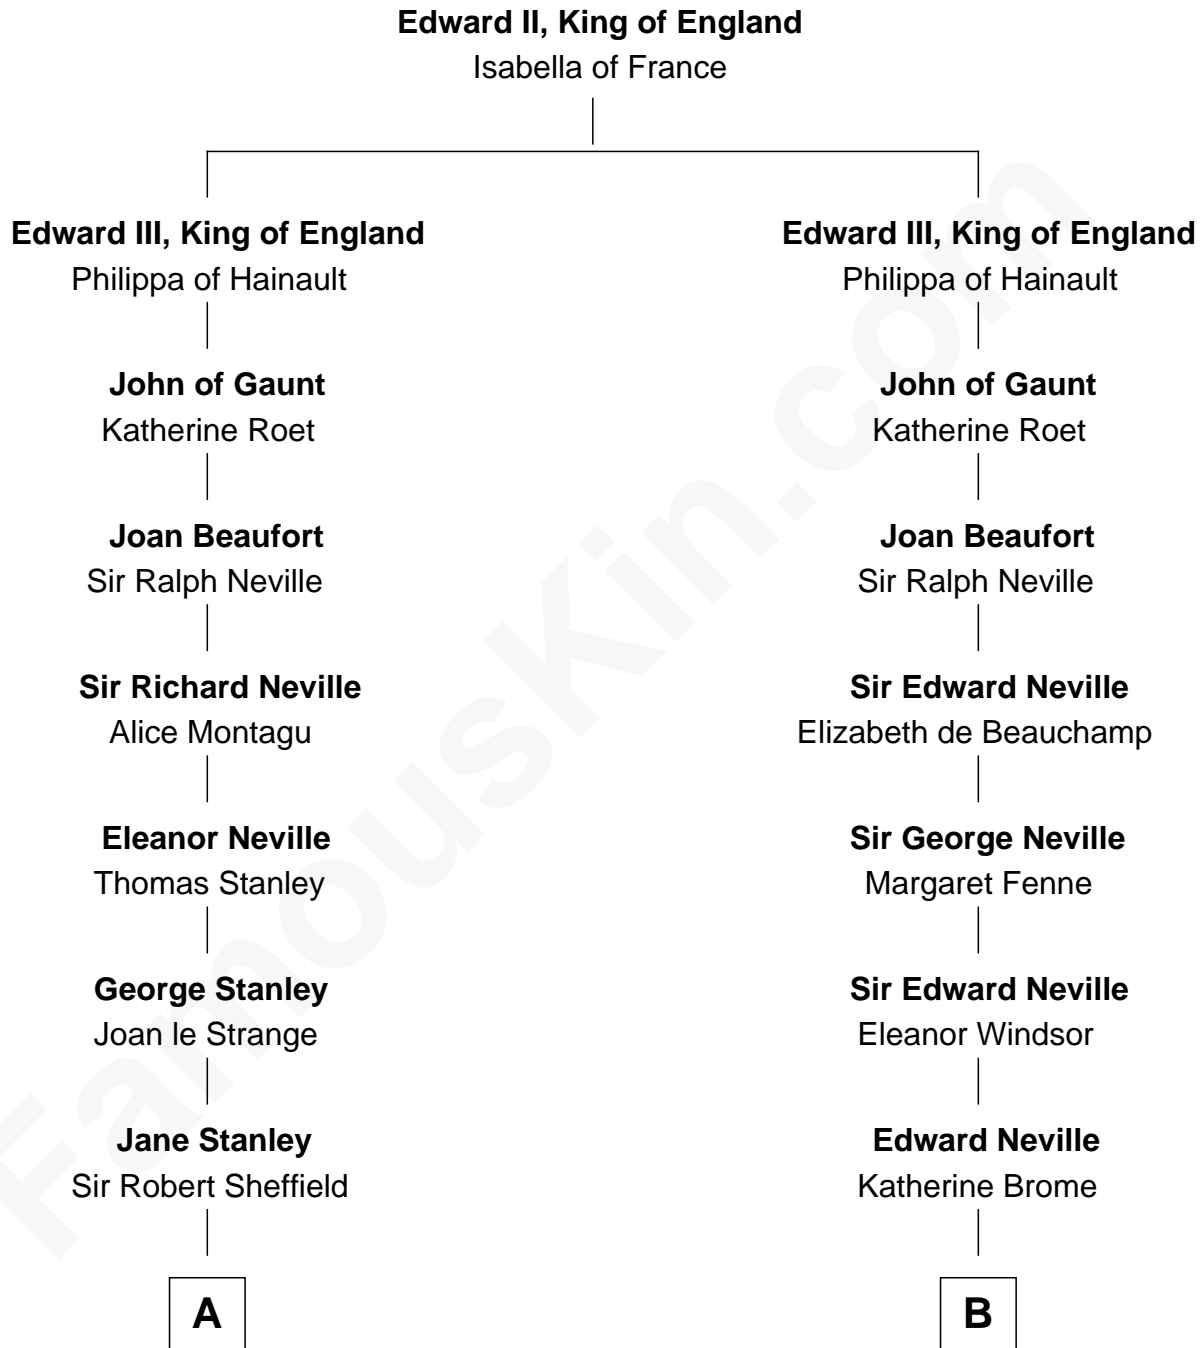 Edward II, King of England
Isabella of France
Edward III, King of England
Philippa of Hainault
John of Gaunt
Katherine Roet
Joan Beaufort
Sir Ralph Neville
Sir Richard Neville
Alice Montagu
Eleanor Neville
Thomas Stanley
George Stanley
Joan le Strange
Jane Stanley
Sir Robert Sheffield
A
Edward III, King of England
Philippa of Hainault
John of Gaunt
Katherine Roet
Joan Beaufort
Sir Ralph Neville
Sir Edward Neville
Elizabeth de Beauchamp
Sir George Neville
Margaret Fenne
Sir Edward Neville
Eleanor Windsor
Edward Neville
Katherine Brome
B
FamousKin.com